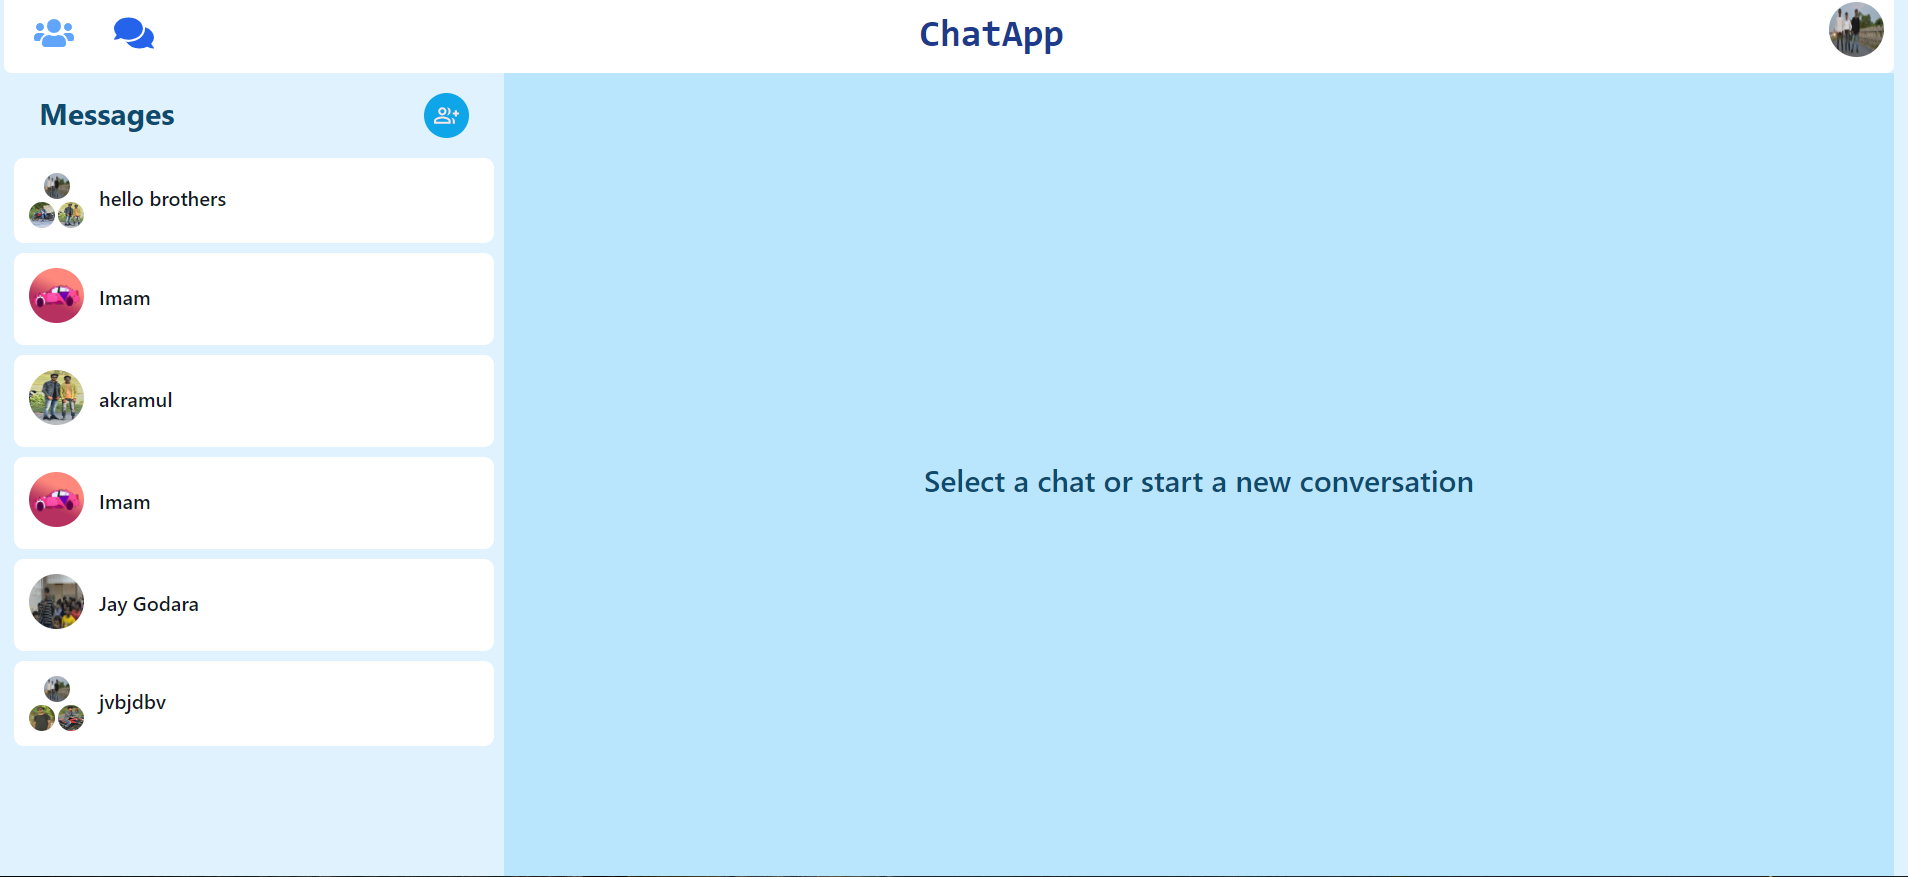 ChatApp
Messages
hello brothers
Imam
akramul
Imam
Jay Godara
jvbjdbv
Select a chat or start a new conversation